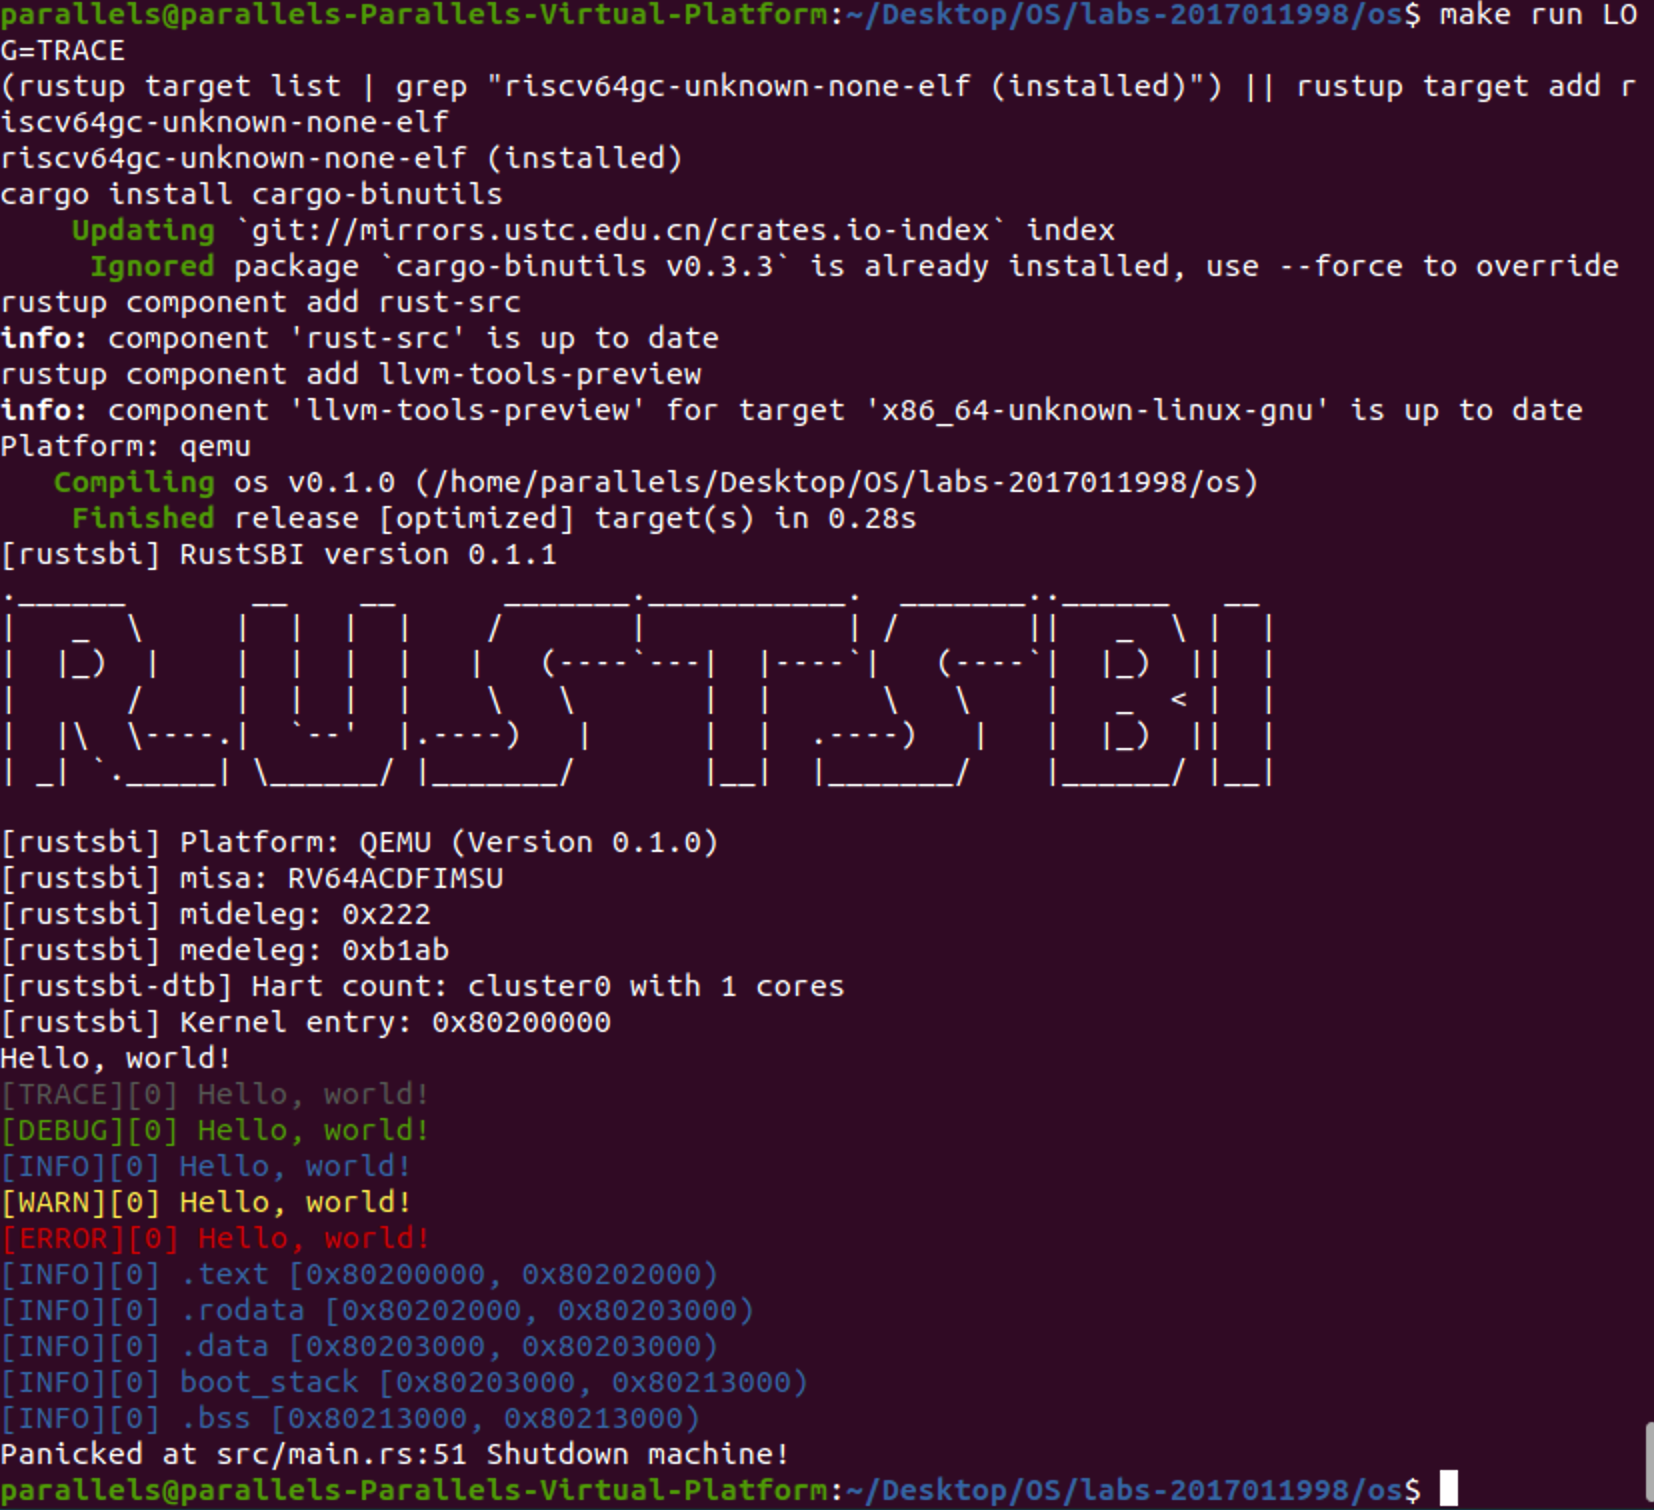 parallels@parallels-Parallels-Virtual-Platform:~/Desktop/OS/labs-2017011998/os$ make run LO
G=TRACE
(rustup target list | grep "riscv64gc-unknown-none-elf (installed)") || rustup target add r
iscv64gc-unknown-none-elf
riscv64gc-unknown-none-elf (installed)
cargo install cargo-binutils
    Updating `git://mirrors.ustc.edu.cn/crates.io-index` index
     Ignored package `cargo-binutils v0.3.3` is already installed, use --force to override
rustup component add rust-src
info: component 'rust-src' is up to date
rustup component add llvm-tools-preview
info: component 'llvm-tools-preview' for target 'x86_64-unknown-linux-gnu' is up to date
Platform: qemu
   Compiling os v0.1.0 (/home/parallels/Desktop/OS/labs-2017011998/os)
    Finished release [optimized] target(s) in 0.28s
[rustsbi] RustSBI version 0.1.1
.______       __    __      _______.___________.  _______..______   __
|   _  \     |  |  |  |    /       |           | /       ||   _  \ |  |
|  |_)  |    |  |  |  |   |   (----`---|  |----`|   (----`|  |_)  ||  |
|      /     |  |  |  |    \   \       |  |      \   \    |   _  < |  |
|  |\  \----.|  `--'  |.----)   |      |  |  .----)   |   |  |_)  ||  |
| _| `._____| \______/ |_______/       |__|  |_______/    |______/ |__|
[rustsbi] Platform: QEMU (Version 0.1.0)
[rustsbi] misa: RV64ACDFIMSU
[rustsbi] mideleg: 0x222
[rustsbi] medeleg: 0xb1ab
[rustsbi-dtb] Hart count: cluster0 with 1 cores
[rustsbi] Kernel entry: 0x80200000
Hello, world!
[TRACE][0] Hello, world!
[DEBUG][0] Hello, world!
[INFO][0] Hello, world!
[WARN][0] Hello, world!
[ERROR][0] Hello, world!
[INFO][0] .text [0x80200000, 0x80202000)
[INFO][0] .rodata [0x80202000, 0x80203000)
[INFO][0] .data [0x80203000, 0x80203000)
[INFO][0] boot_stack [0x80203000, 0x80213000)
[INFO][0] .bss [0x80213000, 0x80213000)
Panicked at src/main.rs:51 Shutdown machine!
parallels@parallels-Parallels-Virtual-Platform:~/Desktop/OS/labs-2017011998/os$